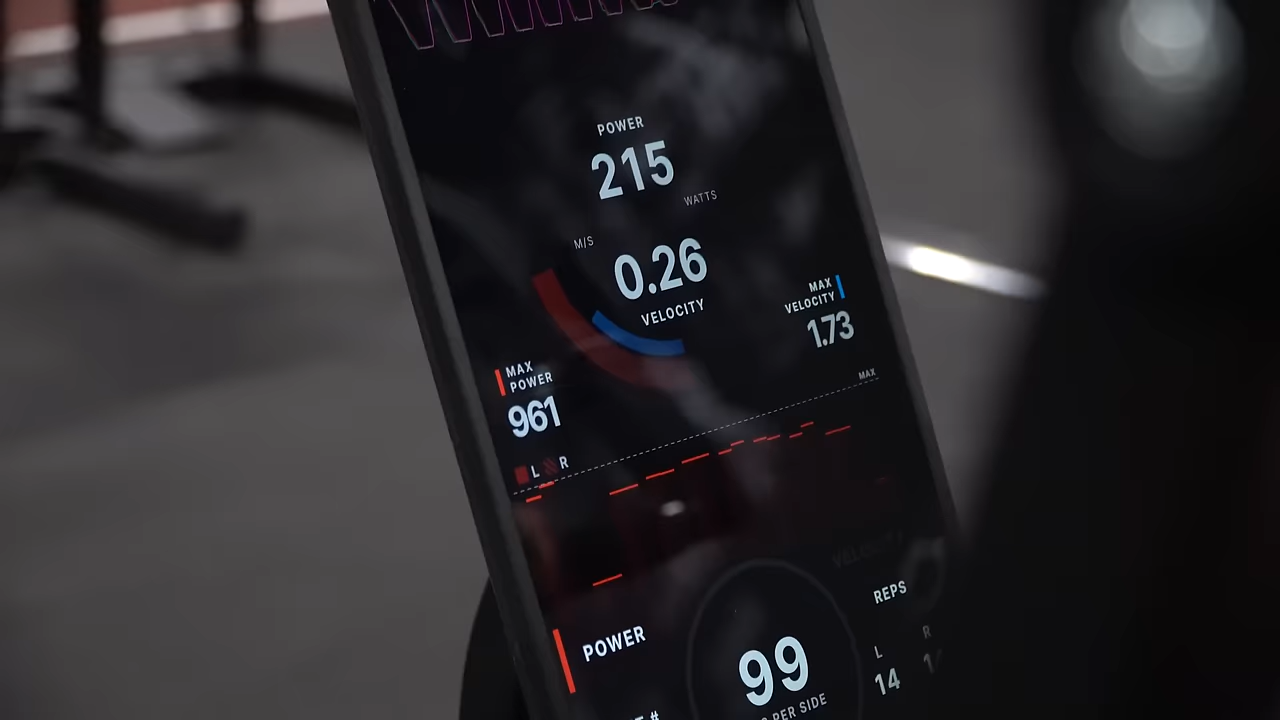 POWER
215
WATTS
M/S
0.26
VELOCITY
MAX
VELOCITY
1.73
MAX
POWER
961
MAX
L R
REPS
POWER
L R
99
14
PER SIDE
#